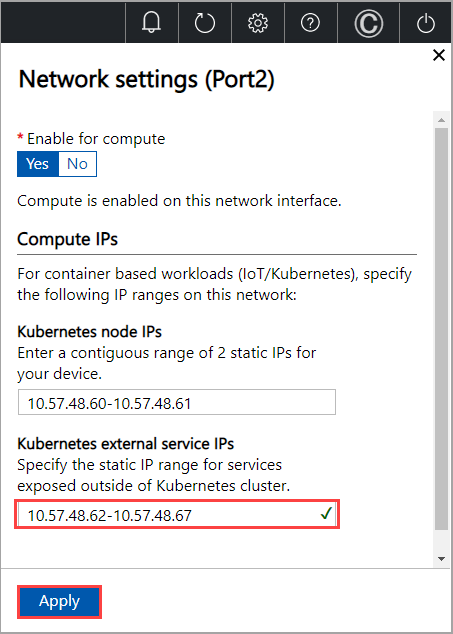 Network settings (Port2)
* Enable for compute
Yes No
Compute is enabled on this network interface.
Compute IPs
For container based workloads (IoT/Kubernetes), specify
the following IP ranges on this network:
Kubernetes node IPs
Enter a contiguous range of 2 static IPs for
your device.
10.57.48.60-10.57.48.61
Kubernetes external service IPs
Specify the static IP range for services
exposed outside of Kubernetes cluster.
10.57.48.62-10.57.48.67
Apply